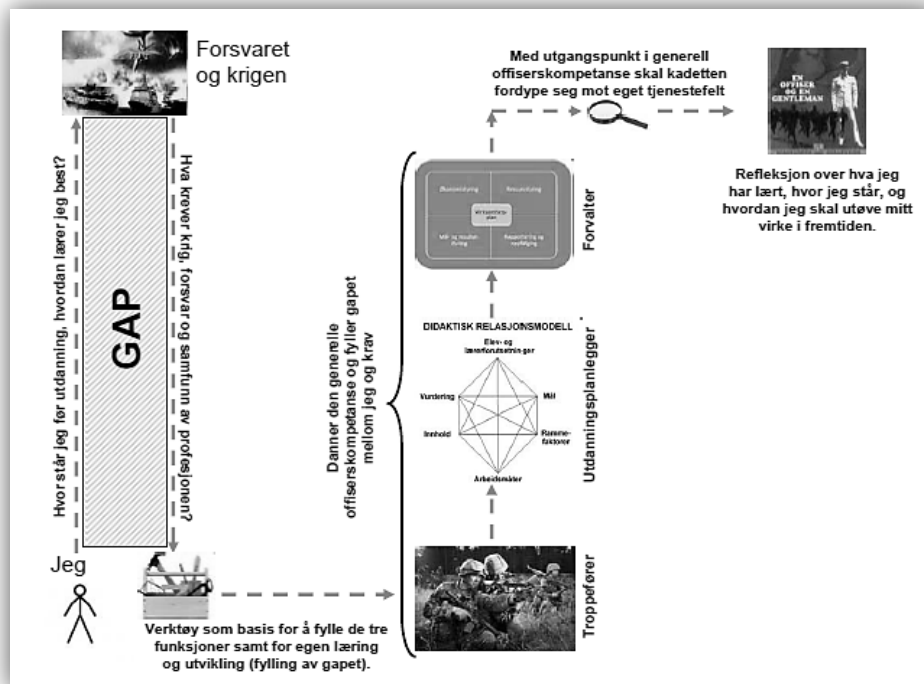 Forsvaret
og krigen
Hvor står jeg før utdanning, hvordan lærer jeg best?
GAP
Hva krever krig, forsvar og samfunn av profesjonen?
Jeg
Verktøy som basis for å fylle de tre
funksjoner samt for egen læring
og utvikling (fylling av gapet).
Danner den generelle
offiserskompetanse og fyller gapet
mellom jeg og krav
Troppefører
DIDAKTISK RELASJONSMODELL
Elev- og
lærerforutsetninger
Vurdering
Mål
Innhold
Ramme-
faktorer
Arbeidsmåter
Utdanningsplanlegger
Økonomistyring
Virksomhets-
plan
Forvalter
Med utgangspunkt i generell
offiserskompetanse skal kadetten
fordype seg mot eget tjenestefelt
EN
OFFISER
OG EN
GENTLEMAN
Refleksjon over hva jeg
har lært, hvor jeg står, og
hvordan jeg skal utøve mitt
virke i fremtiden.